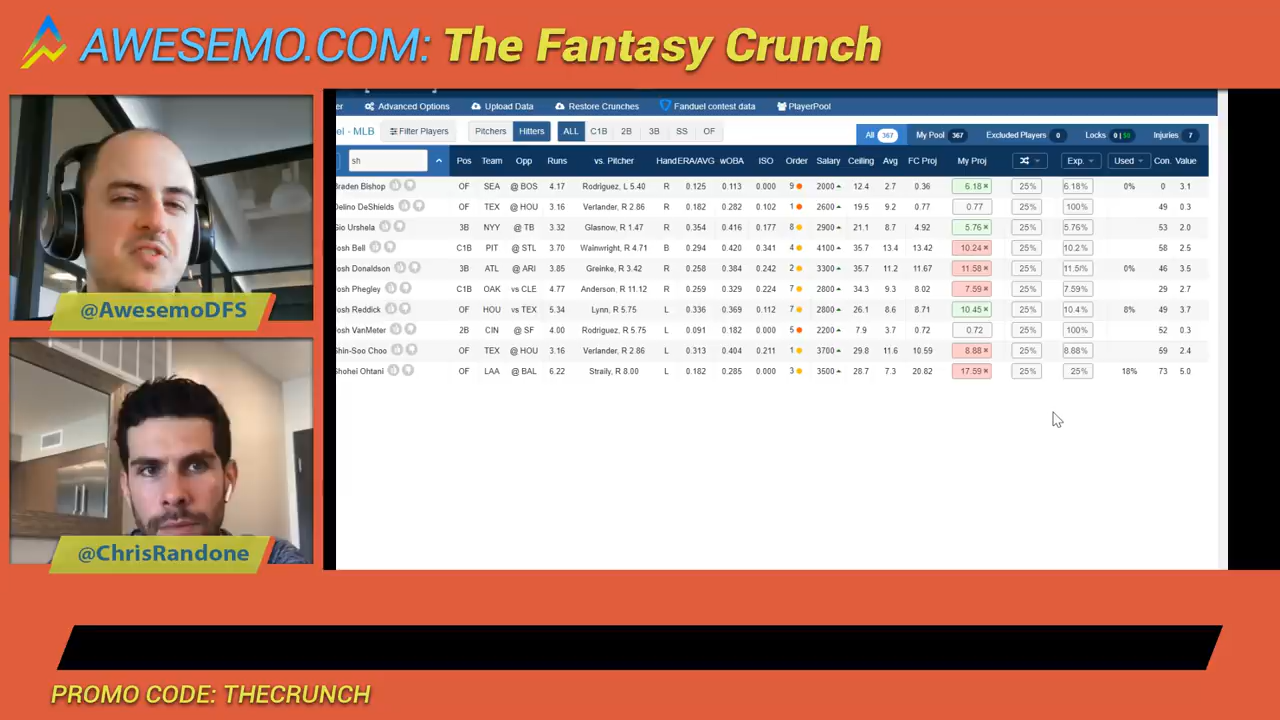 AWESEMO.COM: The Fantasy Crunch
er Advanced Options Upload Data Restore Crunches Fanduel contest data PlayerPool
el - MLB Filter Players Pitchers Hitters ALL C1B 2B 3B SS OF All 367 My Pool 367 Excluded Players 0 Locks 0 | $0 Injuries 7
sh Pos Team Opp Runs vs. Pitcher Hand ERA/AVG wOBA ISO Order Salary Ceiling Avg FC Proj My Proj Exp. Used Con. Value
Braden Bishop OF SEA @ BOS 4.17 Rodriguez, L 5.40 R 0.125 0.113 0.000 9 2000 12.4 2.7 0.36 6.18 × 25% 6.18% 0% 0 3.1
Delino DeShields OF TEX @ HOU 3.16 Verlander, R 2.86 R 0.182 0.282 0.102 1 2600 19.5 9.2 0.77 0.77 25% 100% 49 0.3
Gio Urshela 3B NYY @ TB 3.32 Glasnow, R 1.47 R 0.354 0.416 0.177 8 2900 21.1 8.7 4.92 5.76 × 25% 5.76% 53 2.0
Josh Bell C1B PIT @ STL 3.70 Wainwright, R 4.71 B 0.294 0.420 0.341 4 4100 35.7 13.4 13.42 10.24 × 25% 10.2% 58 2.5
Josh Donaldson 3B ATL @ ARI 3.85 Greinke, R 3.42 R 0.258 0.384 0.242 2 3300 35.7 11.2 11.67 11.58 × 25% 11.5% 0% 46 3.5
Josh Phegley C1B OAK vs CLE 4.77 Anderson, R 11.12 R 0.259 0.329 0.224 7 2800 34.3 9.3 8.02 7.59 × 25% 7.59% 29 2.7
Josh Reddick OF HOU vs TEX 5.34 Lynn, R 5.75 L 0.336 0.369 0.112 7 2800 26.1 8.6 8.71 10.45 × 25% 10.4% 8% 49 3.7
Josh VanMeter 2B CIN @ SF 4.00 Rodriguez, R 5.75 L 0.091 0.182 0.000 5 2200 7.9 3.7 0.72 0.72 25% 100% 52 0.3
Shin-Soo Choo OF TEX @ HOU 3.16 Verlander, R 2.86 L 0.313 0.404 0.211 1 3700 29.8 11.6 10.59 8.88 × 25% 8.88% 59 2.4
Shohei Ohtani OF LAA @ BAL 6.22 Straily, R 8.00 L 0.182 0.285 0.000 3 3500 28.7 7.3 20.82 17.59 × 25% 25% 18% 73 5.0
@AwesemoDFS
@ChrisRandone
PROMO CODE: THECRUNCH